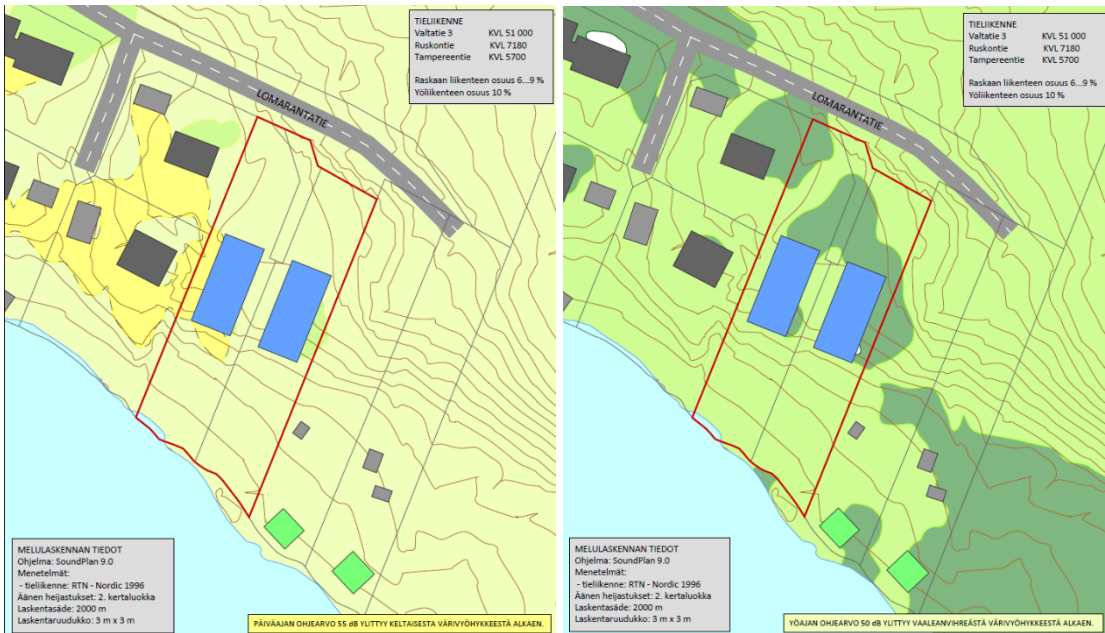 TIELIIKENNE
Valtatie 3 KVL 51 000
Ruskontie KVL 7180
Tampereentie KVL 5700
Raskaan liikenteen osuus 6...9 %
Yöliikenteen osuus 10 %
LOMARANTATIE
MELULASKENNAN TIEDOT
Ohjelma: SoundPlan 9.0
Menetelmät:
- tieliikenne: RTN - Nordic 1996
Äänen heijastukset: 2. kertaluokka
Laskentasäde: 2000 m
Laskentaruudukko: 3 m x 3 m
PÄIVÄAJAN OHJEARVO 55 dB YLITTYY KELTAISESTA VÄRIVYÖHYKKEESTÄ ALKAEN.
TIELIIKENNE
Valtatie 3 KVL 51 000
Ruskontie KVL 7180
Tampereentie KVL 5700
Raskaan liikenteen osuus 6...9 %
Yöliikenteen osuus 10 %
LOMARANTATIE
MELULASKENNAN TIEDOT
Ohjelma: SoundPlan 9.0
Menetelmät:
- tieliikenne: RTN - Nordic 1996
Äänen heijastukset: 2. kertaluokka
Laskentasäde: 2000 m
Laskentaruudukko: 3 m x 3 m
YÖAJAN OHJEARVO 50 dB YLITTYY VAALEANVIHREÄSTÄ VÄRIVYÖHYKKEESTÄ ALKAEN.